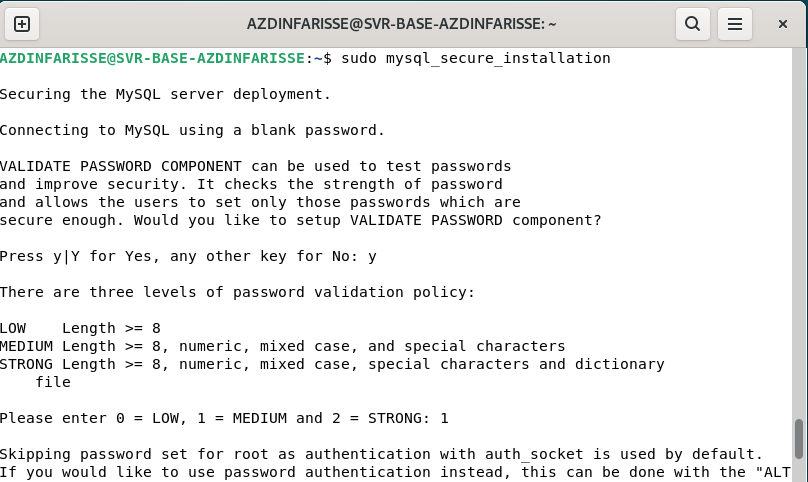 AZDINFARISSE@SVR-BASE-AZDINFARISSE: ~
AZDINFARISSE@SVR-BASE-AZDINFARISSE:~$ sudo mysql_secure_installation
Securing the MySQL server deployment.
Connecting to MySQL using a blank password.
VALIDATE PASSWORD COMPONENT can be used to test passwords
and improve security. It checks the strength of password
and allows the users to set only those passwords which are
secure enough. Would you like to setup VALIDATE PASSWORD component?
Press y|Y for Yes, any other key for No: y
There are three levels of password validation policy:
LOW    Length >= 8
MEDIUM Length >= 8, numeric, mixed case, and special characters
STRONG Length >= 8, numeric, mixed case, special characters and dictionary
    file
Please enter 0 = LOW, 1 = MEDIUM and 2 = STRONG: 1
Skipping password set for root as authentication with auth_socket is used by default.
If you would like to use password authentication instead, this can be done with the "ALT